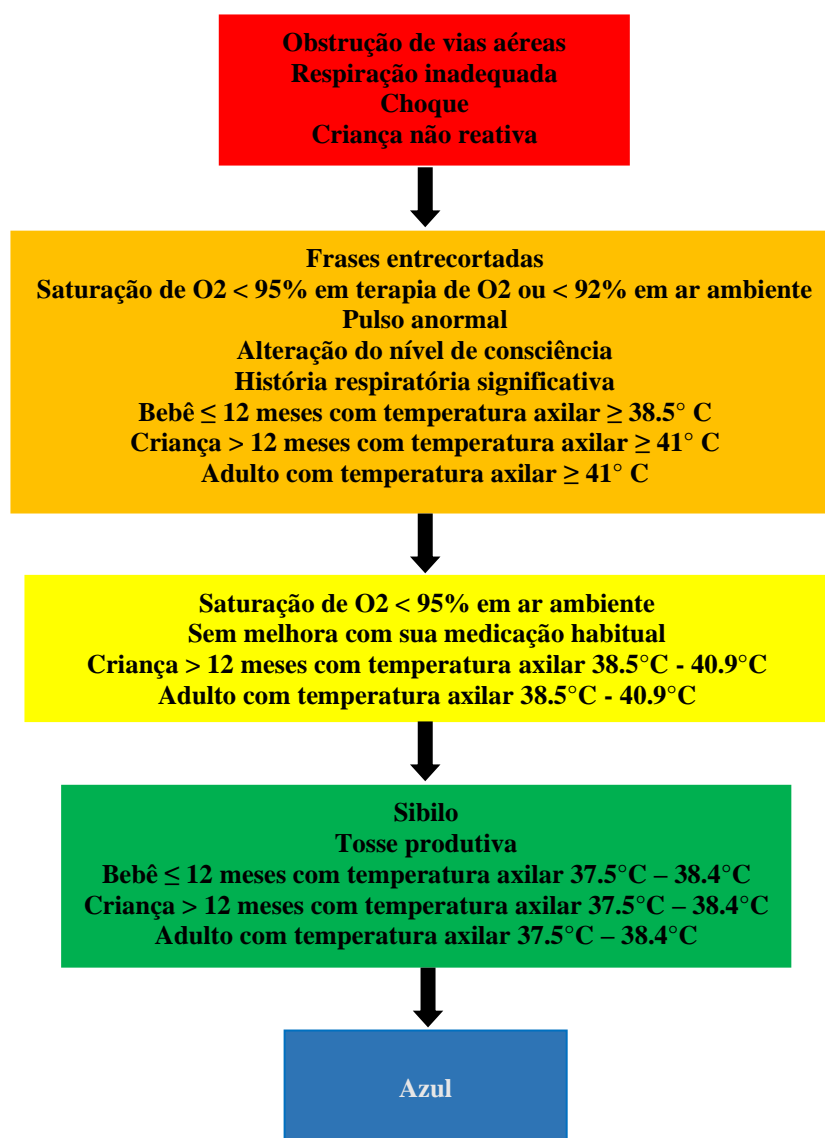 Obstrução de vias aéreas
Respiração inadequada
Choque
Criança não reativa
Frases entrecortadas
Saturação de O2 < 95% em terapia de O2 ou < 92% em ar ambiente
Pulso anormal
Alteração do nível de consciência
História respiratória significativa
Bebê ≤ 12 meses com temperatura axilar ≥ 38.5° C
Criança > 12 meses com temperatura axilar ≥ 41° C
Adulto com temperatura axilar ≥ 41° C
Saturação de O2 < 95% em ar ambiente
Sem melhora com sua medicação habitual
Criança > 12 meses com temperatura axilar 38.5°C - 40.9°C
Adulto com temperatura axilar 38.5°C - 40.9°C
Sibilo
Tosse produtiva
Bebê ≤ 12 meses com temperatura axilar 37.5°C – 38.4°C
Criança > 12 meses com temperatura axilar 37.5°C – 38.4°C
Adulto com temperatura axilar 37.5°C – 38.4°C
Azul